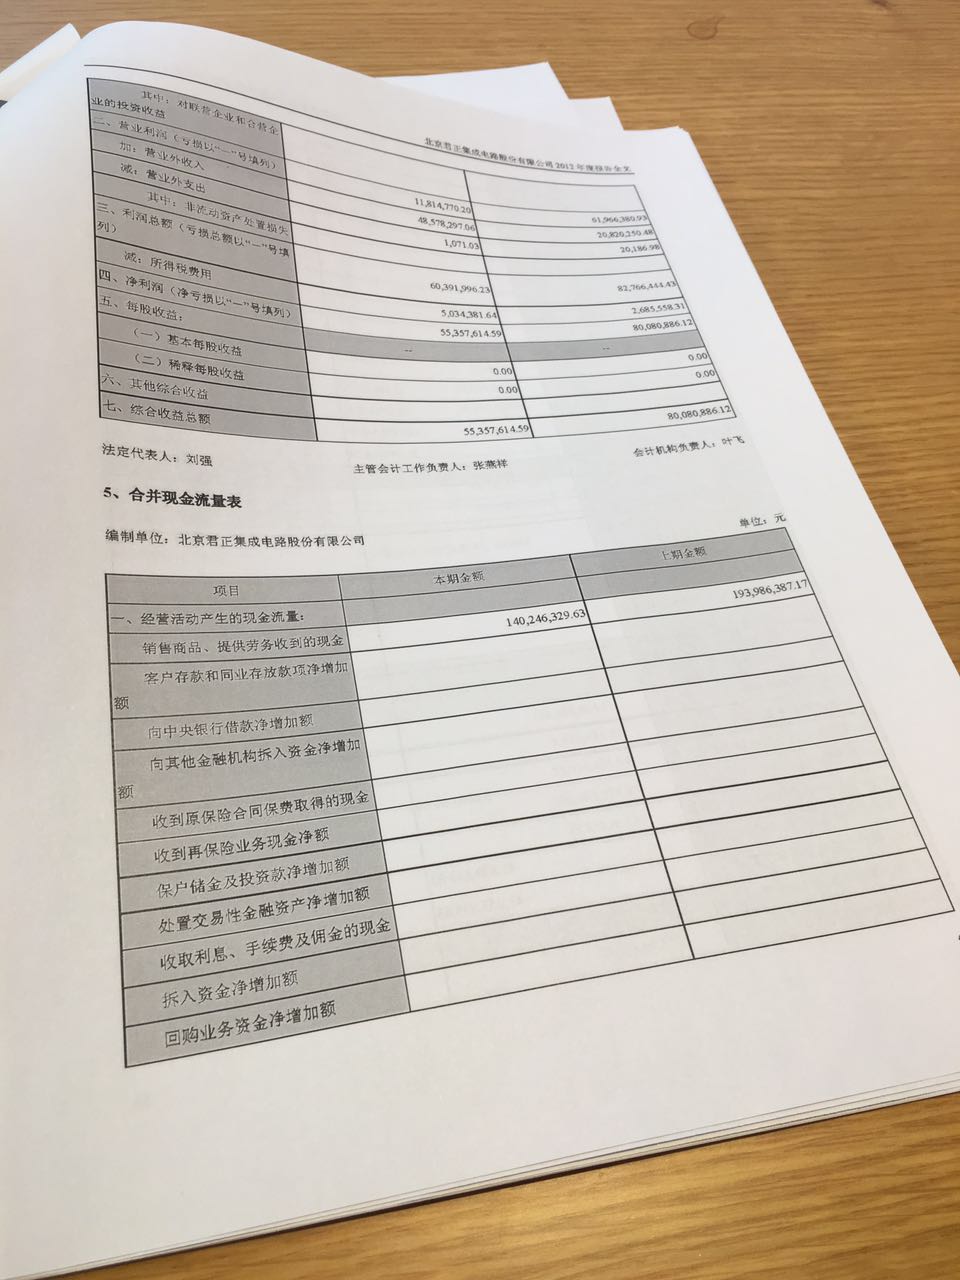 北京君正集成电路股份有限公司 2012 年度报告全文
其中：对联营企业和合营企
业的投资收益
二、营业利润（亏损以“－”号填列） 11,814,770.20 61,966,380.93
加：营业外收入 48,578,297.06 20,820,250.48
减：营业外支出 1,071.03 20,186.98
其中：非流动资产处置损失
三、利润总额（亏损总额以“－”号填
列） 60,391,996.23 82,766,444.43
减：所得税费用 5,034,381.64 2,685,558.31
四、净利润（净亏损以“－”号填列） 55,357,614.59 80,080,886.12
五、每股收益： -- --
（一）基本每股收益 0.00 0.00
（二）稀释每股收益 0.00 0.00
六、其他综合收益
七、综合收益总额 55,357,614.59 80,080,886.12
法定代表人：刘强 主管会计工作负责人：张燕祥 会计机构负责人：叶飞
5、合并现金流量表
编制单位：北京君正集成电路股份有限公司 单位：元
项目 本期金额 上期金额
一、经营活动产生的现金流量：
销售商品、提供劳务收到的现金 140,246,329.63 193,986,387.17
客户存款和同业存放款项净增加
额
向中央银行借款净增加额
向其他金融机构拆入资金净增加
额
收到原保险合同保费取得的现金
收到再保险业务现金净额
保户储金及投资款净增加额
处置交易性金融资产净增加额
收取利息、手续费及佣金的现金
拆入资金净增加额
回购业务资金净增加额